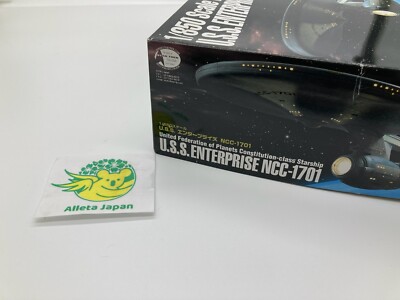 1/350 Scale
U.S.S. ENTER
1/350スケール
U.S.S. エンタープライズ NCC-1701
United Federation of Planets Constitution-class Starship
U.S.S. ENTERPRISE NCC-1701
Alleta Japan